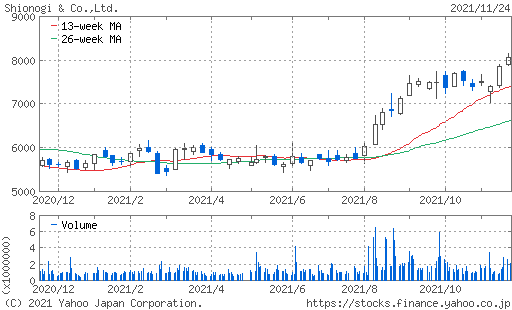 Shionogi & Co.,Ltd. 2021/11/24
9000
13-week MA
26-week MA
8000
7000
6000
5000
2020/12 2021/2 2021/4 2021/6 2021/8 2021/10
8
Volume
6
4
2
0
(x1000000)
2020/12 2021/2 2021/4 2021/6 2021/8 2021/10
(C) 2021 Yahoo Japan Corporation. https://stocks.finance.yahoo.co.jp/